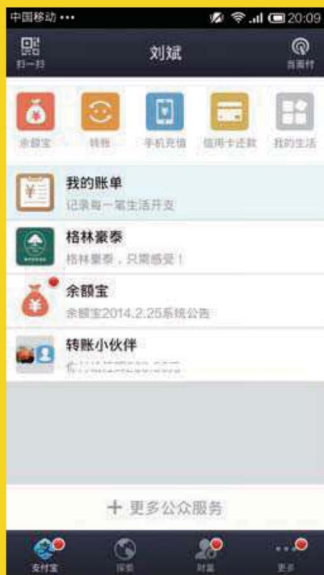 中国移动 ••• 20:09
扫一扫 刘斌 当面付
余额宝 转账 手机充值 信用卡还款 我的生活
我的账单
记录每一笔生活开支
格林豪泰
格林豪泰，只需感受！
余额宝
余额宝2014.2.25系统公告
转账小伙伴
+ 更多公众服务
支付宝 探索 财富 更多